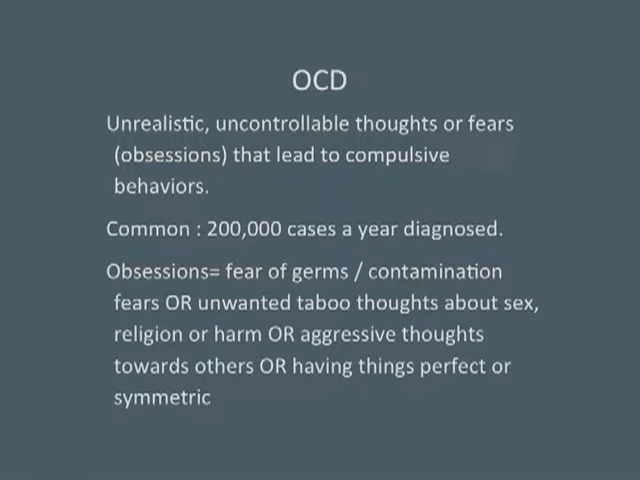 OCD
Unrealistic, uncontrollable thoughts or fears
(obsessions) that lead to compulsive
behaviors.
Common : 200,000 cases a year diagnosed.
Obsessions= fear of germs / contamination
fears OR unwanted taboo thoughts about sex,
religion or harm OR aggressive thoughts
towards others OR having things perfect or
symmetric